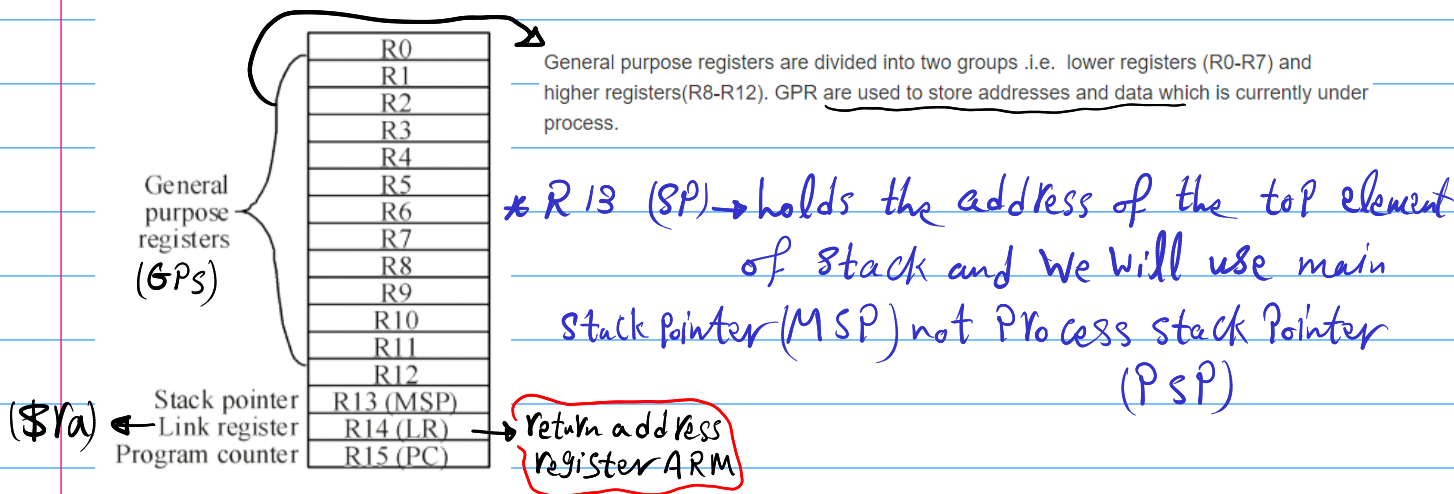 R0
R1
R2
R3
R4
R5
R6
R7
R8
R9
R10
R11
R12
R13 (MSP)
R14 (LR)
R15 (PC)
General
purpose
registers
(GPs)
Stack pointer
Link register
Program counter
($ra)
return address
register ARM
General purpose registers are divided into two groups .i.e. lower registers (R0-R7) and
higher registers(R8-R12). GPR are used to store addresses and data which is currently under
process.
* R 13 (SP)→ holds the address of the top element
of stack and We Will use main
stack pointer (MSP) not Process stack Pointer
(PSP)